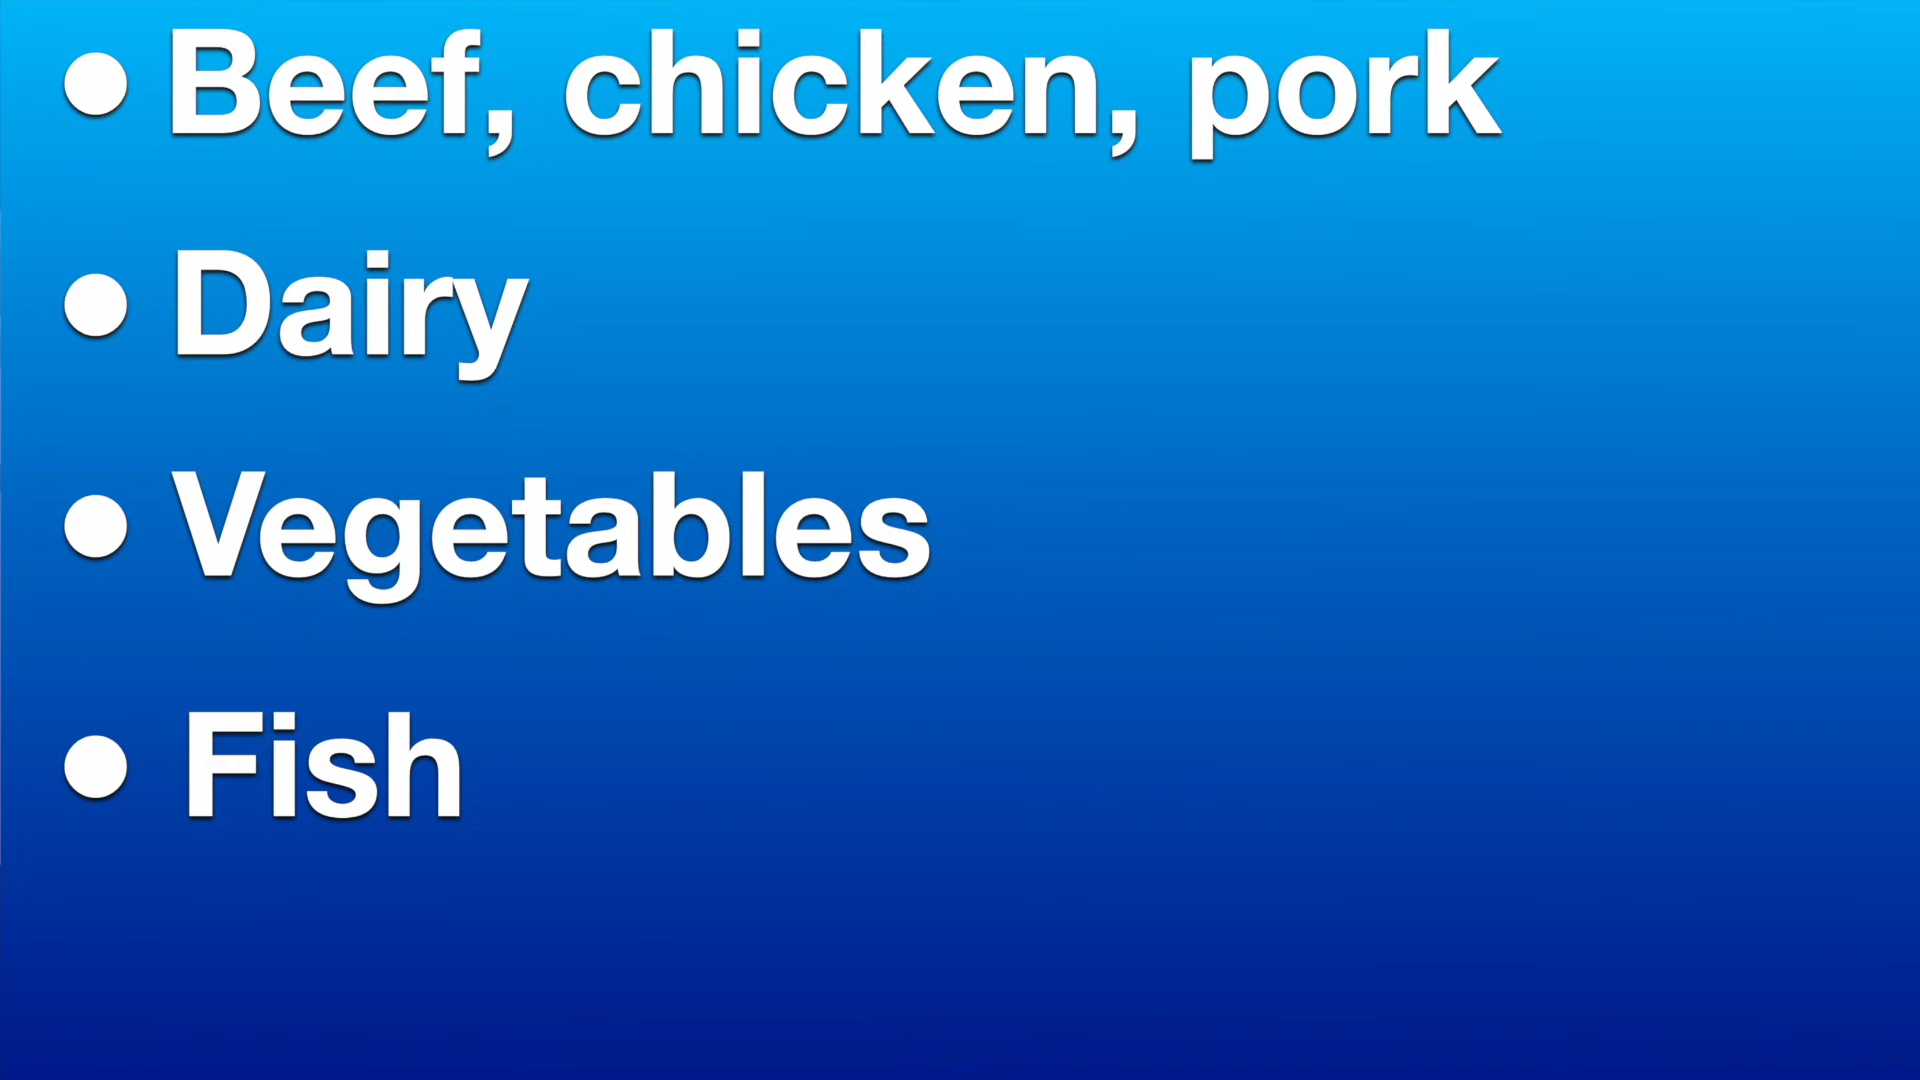 • Beef, chicken, pork
• Dairy
• Vegetables
• Fish